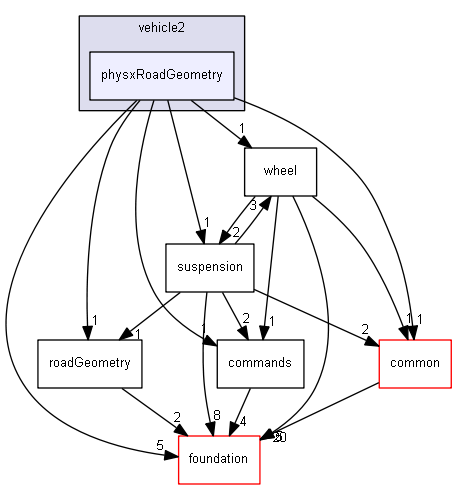 vehicle2
physxRoadGeometry
1
wheel
3
1
2
suspension
1
1
1
2
1
1
1
2
roadGeometry
commands
common
2
8
4
5
foundation